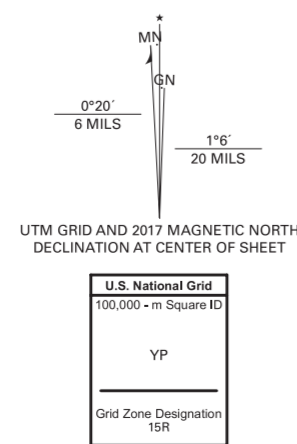 MN
GN
0°20´
6 MILS
1°6´
20 MILS
UTM GRID AND 2017 MAGNETIC NORTH
DECLINATION AT CENTER OF SHEET
U.S. National Grid
100,000 - m Square ID
YP
Grid Zone Designation
15R